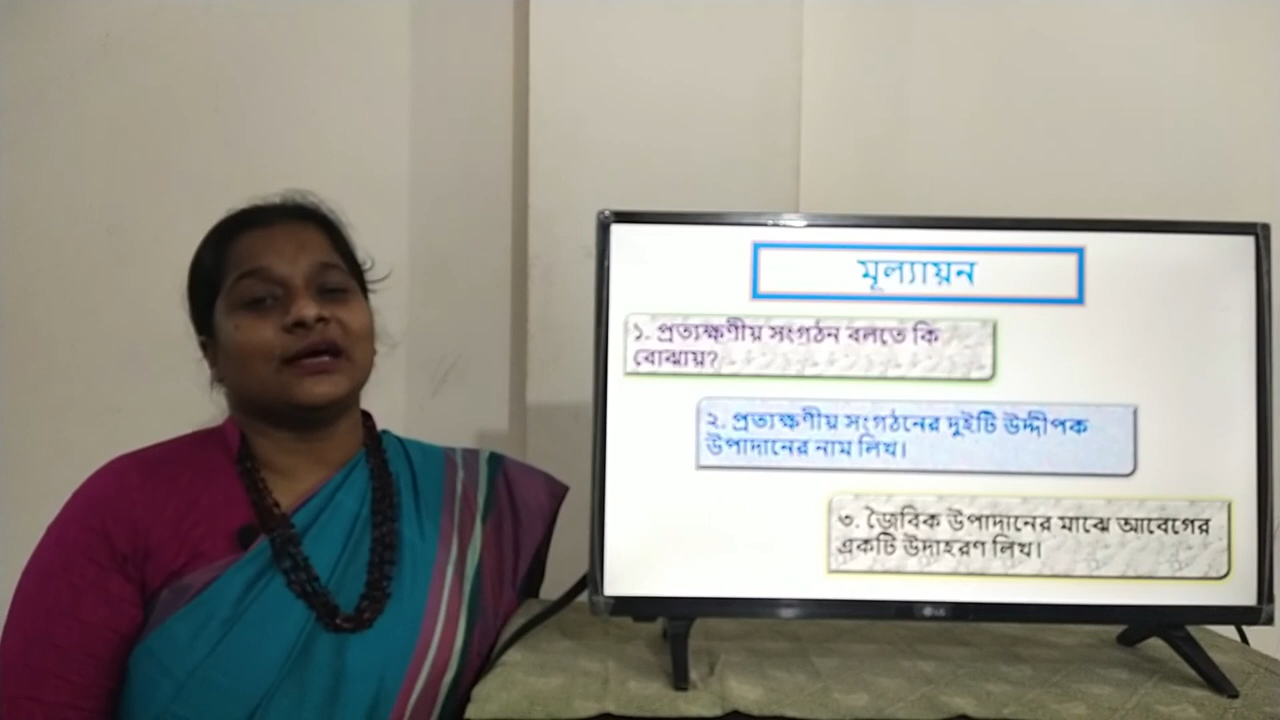 মূল্যায়ন
১. প্রত্যক্ষণীয় সংগঠন বলতে কি
বোঝায়?
২. প্রত্যক্ষণীয় সংগঠনের দুইটি উদ্দীপক
উপাদানের নাম লিখ।
৩. জৈবিক উপাদানের মাঝে আবেগের
একটি উদাহরণ লিখ।
LG